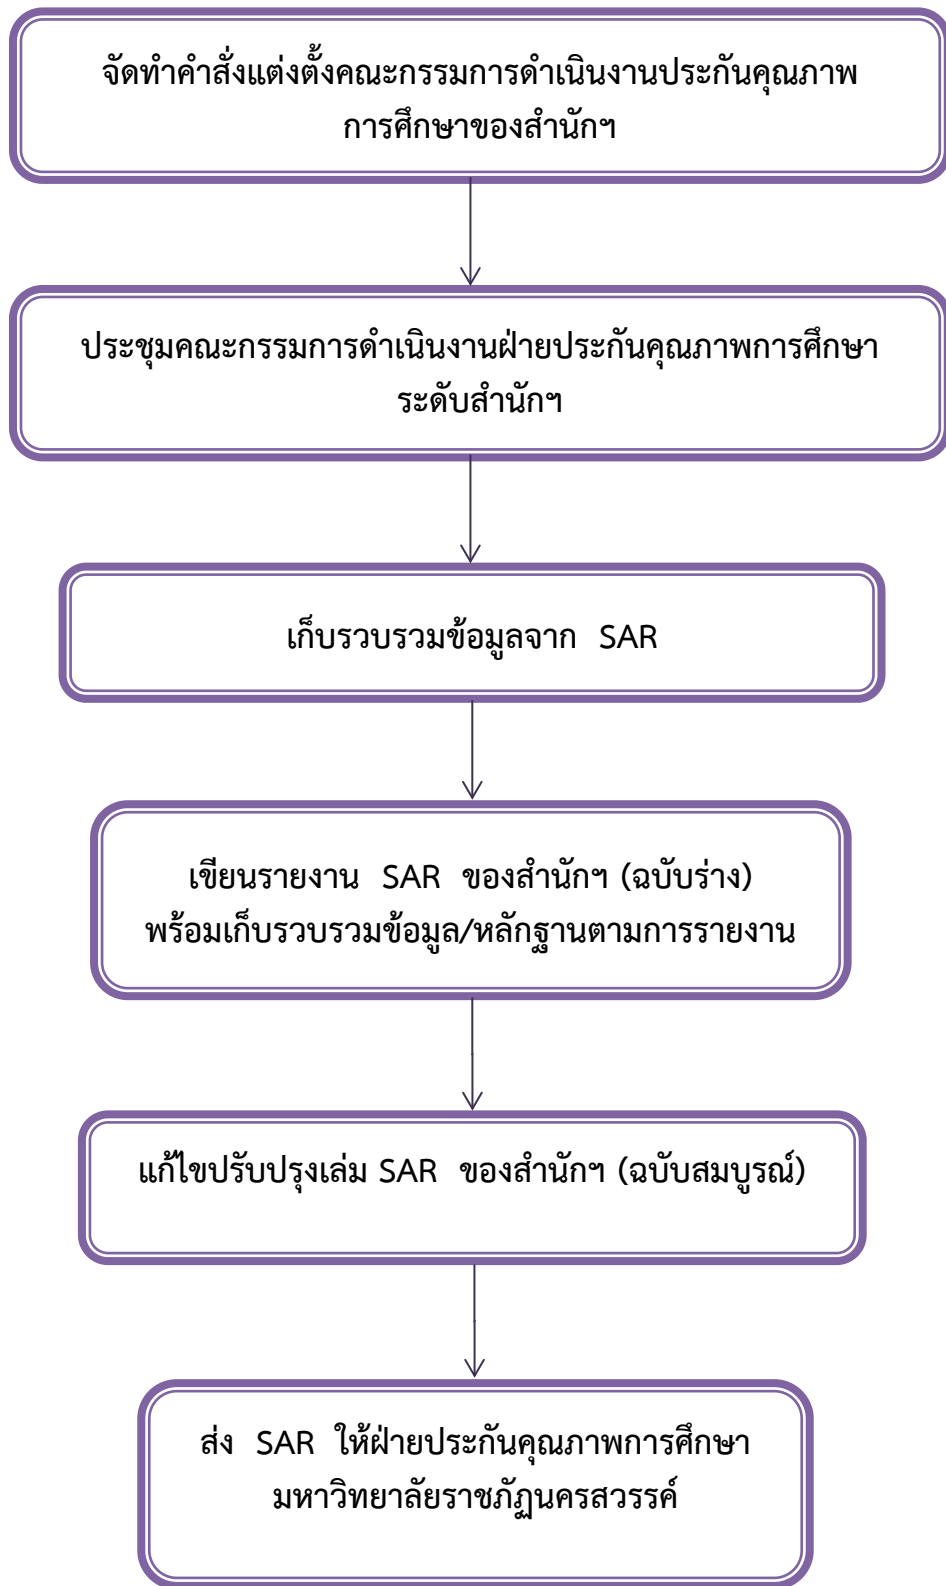 จัดทำคำสั่งแต่งตั้งคณะกรรมการดำเนินงานประกันคุณภาพ
การศึกษาของสำนักฯ
ประชุมคณะกรรมการดำเนินงานฝ่ายประกันคุณภาพการศึกษา
ระดับสำนักฯ
เก็บรวบรวมข้อมูลจาก SAR
เขียนรายงาน SAR ของสำนักฯ (ฉบับร่าง)
พร้อมเก็บรวบรวมข้อมูล/หลักฐานตามการรายงาน
แก้ไขปรับปรุงเล่ม SAR ของสำนักฯ (ฉบับสมบูรณ์)
ส่ง SAR ให้ฝ่ายประกันคุณภาพการศึกษา
มหาวิทยาลัยราชภัฏนครสวรรค์